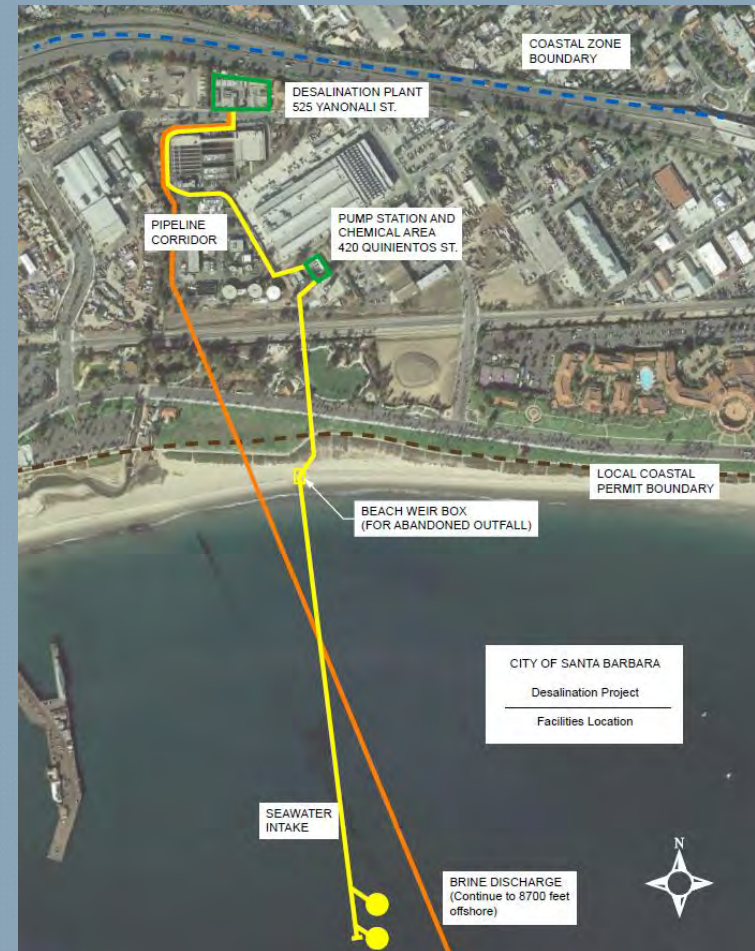 COASTAL ZONE
BOUNDARY
DESALINATION PLANT
525 YANONALI ST.
PIPELINE
CORRIDOR
PUMP STATION AND
CHEMICAL AREA
420 QUINIENTOS ST.
LOCAL COASTAL
PERMIT BOUNDARY
BEACH WEIR BOX
(FOR ABANDONED OUTFALL)
CITY OF SANTA BARBARA
Desalination Project
Facilities Location
SEAWATER
INTAKE
BRINE DISCHARGE
(Continue to 8700 feet
offshore)
N